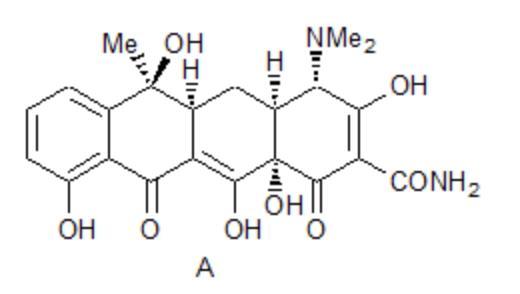 Me OH NMe2
H H
OH
CONH2
OH
OH O OH O
A